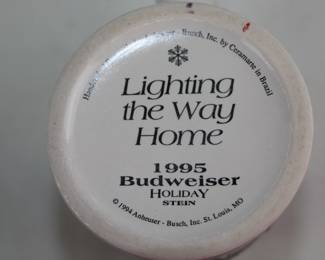 Busch, Inc. by Ceramarte in Brazil
Lighting
the Way
Home
1995
Budweiser
HOLIDAY
STEIN
© 1994 Anheuser - Busch, Inc. St. Louis, MO